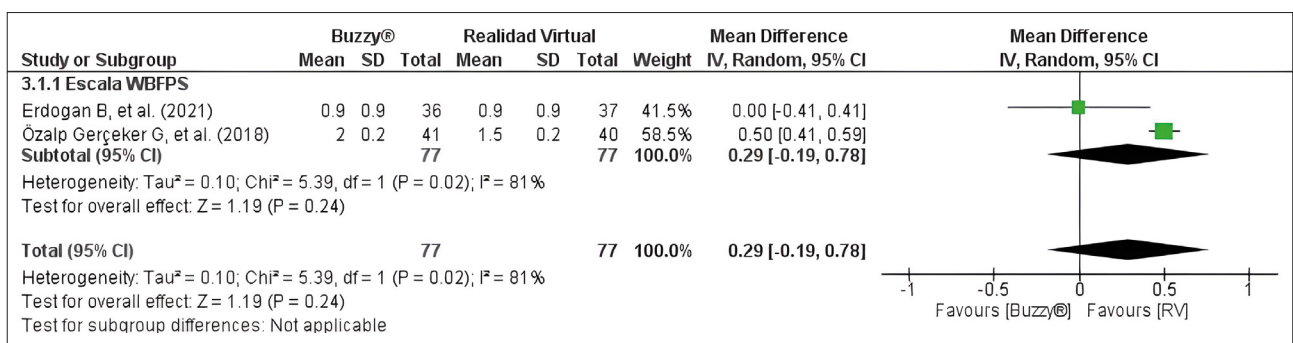 Buzzy® Realidad Virtual Mean Difference Mean Difference
Study or Subgroup Mean SD Total Mean SD Total Weight IV, Random, 95% CI IV, Random, 95% CI
3.1.1 Escala WBFPS
Erdogan B, et al. (2021) 0.9 0.9 36 0.9 0.9 37 41.5% 0.00 [-0.41, 0.41]
Özalp Gerçeker G, et al. (2018) 2 0.2 41 1.5 0.2 40 58.5% 0.50 [0.41, 0.59]
Subtotal (95% CI) 77 77 100.0% 0.29 [-0.19, 0.78]
Heterogeneity: Tau² = 0.10; Chi² = 5.39, df = 1 (P = 0.02); I² = 81%
Test for overall effect: Z = 1.19 (P = 0.24)
Total (95% CI) 77 77 100.0% 0.29 [-0.19, 0.78]
Heterogeneity: Tau² = 0.10; Chi² = 5.39, df = 1 (P = 0.02); I² = 81%
Test for overall effect: Z = 1.19 (P = 0.24)
Test for subgroup differences: Not applicable
-1 -0.5 0 0.5 1
Favours [Buzzy®] Favours [RV]